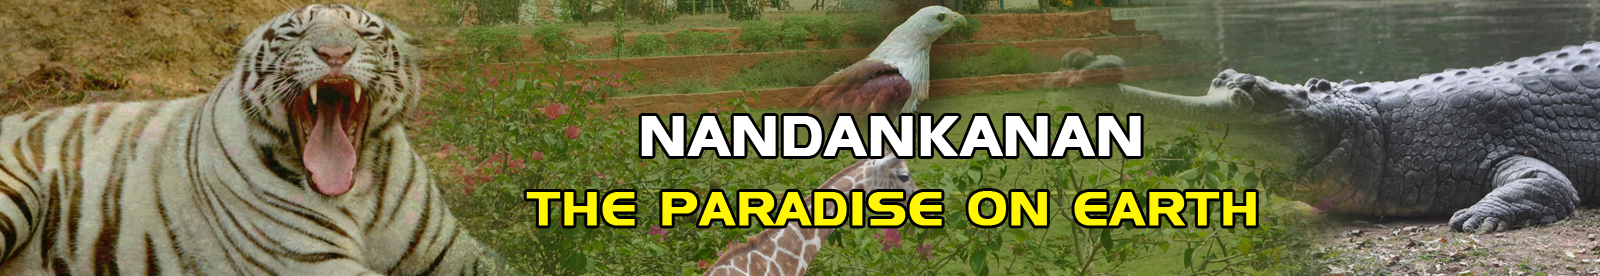 NANDANKANAN
THE PARADISE ON EARTH